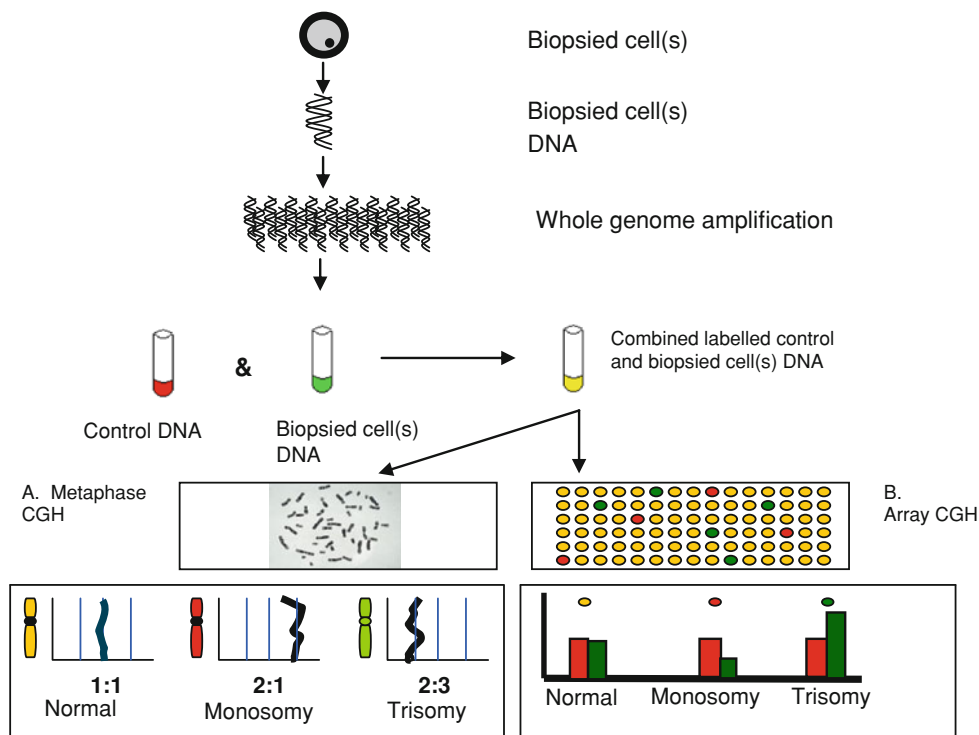 Biopsied cell(s)
Biopsied cell(s)
DNA
Whole genome amplification
&
Combined labelled control
and biopsied cell(s) DNA
Control DNA
Biopsied cell(s)
DNA
A. Metaphase
CGH
B.
Array CGH
1:1
Normal
2:1
Monosomy
2:3
Trisomy
Normal
Monosomy
Trisomy